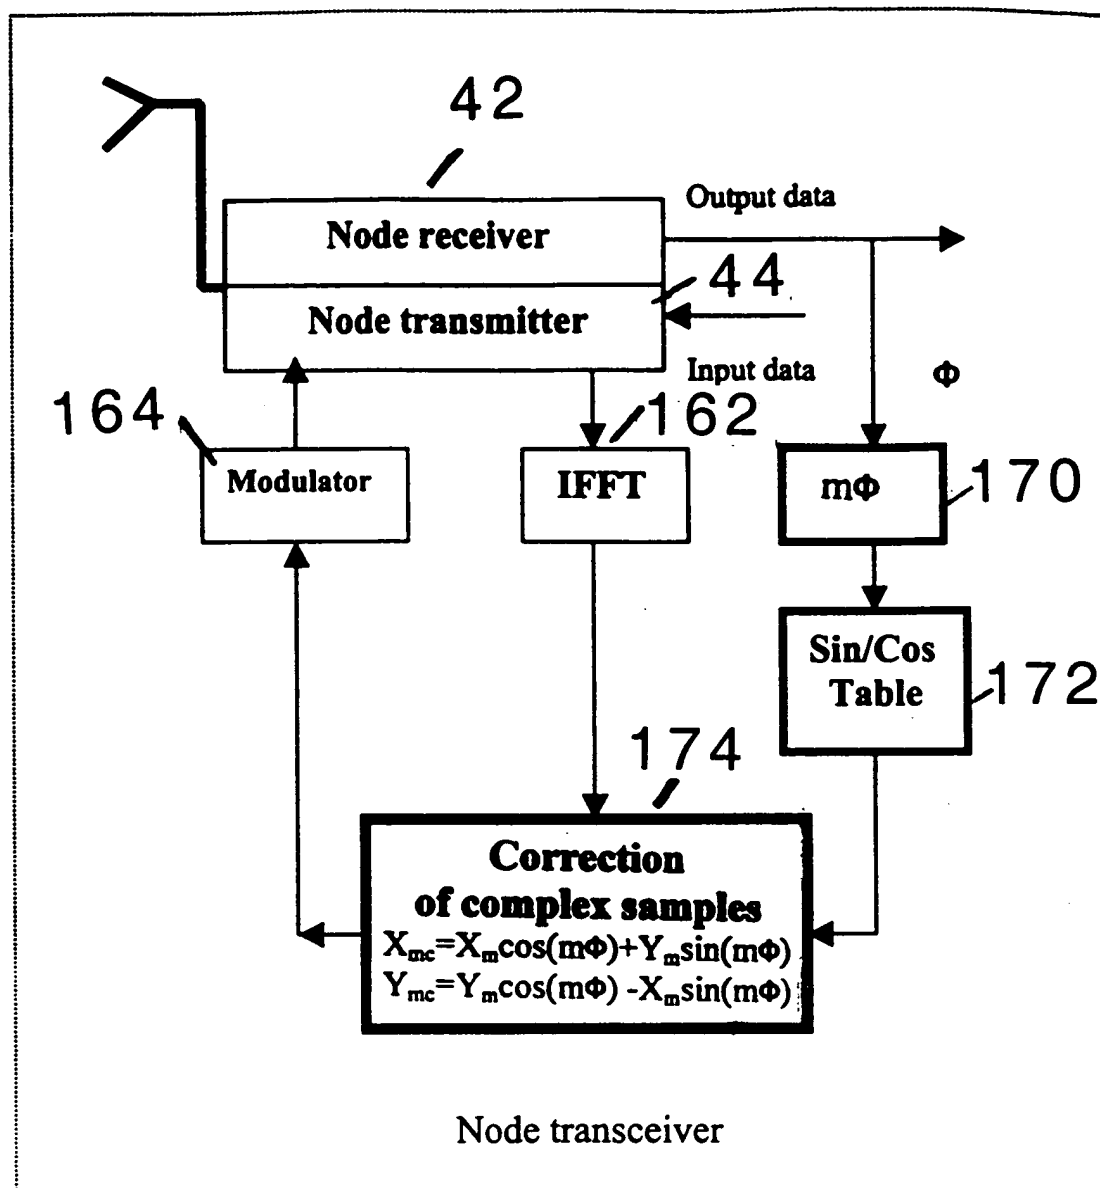 42
Output data
Node receiver
44
Node transmitter
Input data
Φ
164
162
Modulator
IFFT
mΦ
170
Sin/Cos
Table
172
174
Correction
of complex samples
Xmc=Xmcos(mΦ)+Ymsin(mΦ)
Ymc=Ymcos(mΦ) -Xmsin(mΦ)
Node transceiver